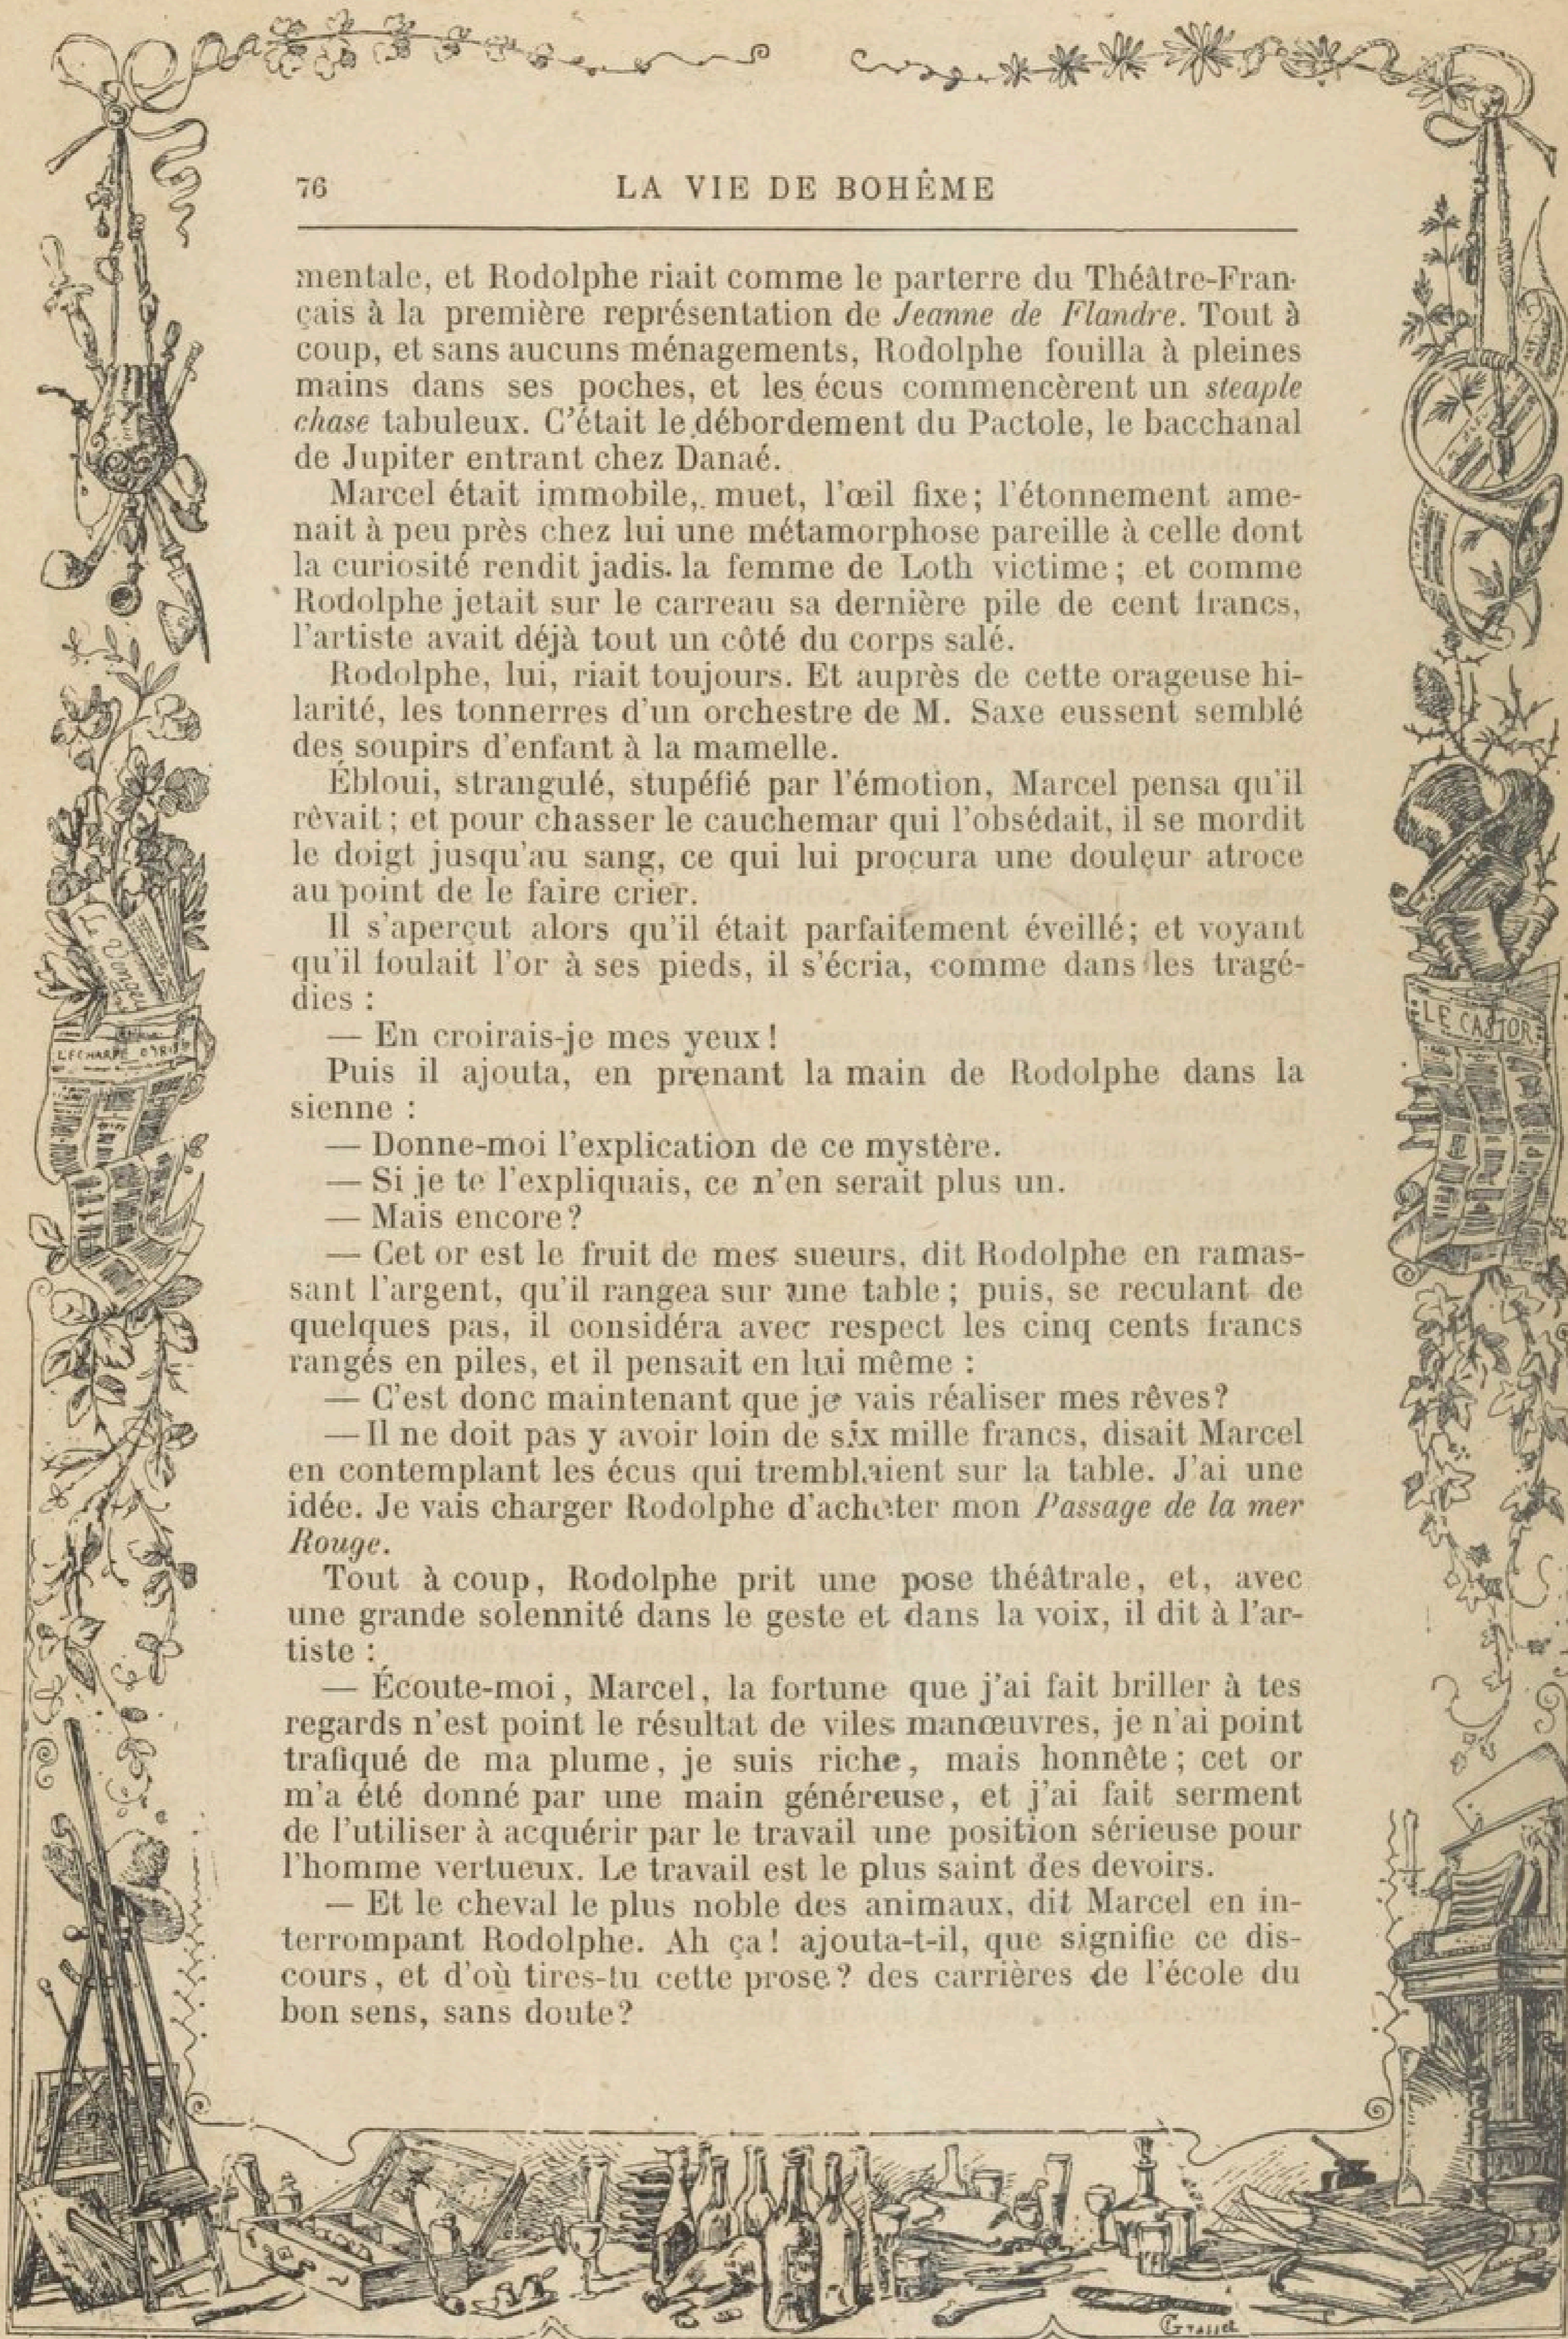 76
LA VIE DE BOHÊME
mentale, et Rodolphe riait comme le parterre du Théâtre-Fran-
çais à la première représentation de Jeanne de Flandre. Tout à
coup, et sans aucuns ménagements, Rodolphe fouilla à pleines
mains dans ses poches, et les écus commencèrent un steaple
chase tabuleux. C'était le débordement du Pactole, le bacchanal
de Jupiter entrant chez Danaé.
Marcel était immobile, muet, l'œil fixe; l'étonnement ame-
nait à peu près chez lui une métamorphose pareille à celle dont
la curiosité rendit jadis la femme de Loth victime; et comme
Rodolphe jetait sur le carreau sa dernière pile de cent francs,
l'artiste avait déjà tout un côté du corps salé.
Rodolphe, lui, riait toujours. Et auprès de cette orageuse hi-
larité, les tonnerres d'un orchestre de M. Saxe eussent semblé
des soupirs d'enfant à la mamelle.
Ébloui, strangulé, stupéfié par l'émotion, Marcel pensa qu'il
rêvait; et pour chasser le cauchemar qui l'obsédait, il se mordit
le doigt jusqu'au sang, ce qui lui procura une douleur atroce
au point de le faire crier.
Il s'aperçut alors qu'il était parfaitement éveillé; et voyant
qu'il foulait l'or à ses pieds, il s'écria, comme dans les tragé-
dies :
— En croirais-je mes yeux!
Puis il ajouta, en prenant la main de Rodolphe dans la
sienne :
— Donne-moi l'explication de ce mystère.
— Si je te l'expliquais, ce n'en serait plus un.
— Mais encore?
— Cet or est le fruit de mes sueurs, dit Rodolphe en ramas-
sant l'argent, qu'il rangea sur une table; puis, se reculant de
quelques pas, il considéra avec respect les cinq cents francs
rangés en piles, et il pensait en lui même :
— C'est donc maintenant que je vais réaliser mes rêves?
— Il ne doit pas y avoir loin de six mille francs, disait Marcel
en contemplant les écus qui tremblaient sur la table. J'ai une
idée. Je vais charger Rodolphe d'acheter mon Passage de la mer
Rouge.
Tout à coup, Rodolphe prit une pose théâtrale, et, avec
une grande solennité dans le geste et dans la voix, il dit à l'ar-
tiste :
— Écoute-moi, Marcel, la fortune que j'ai fait briller à tes
regards n'est point le résultat de viles manœuvres, je n'ai point
trafiqué de ma plume, je suis riche, mais honnête; cet or
m'a été donné par une main généreuse, et j'ai fait serment
de l'utiliser à acquérir par le travail une position sérieuse pour
l'homme vertueux. Le travail est le plus saint des devoirs.
— Et le cheval le plus noble des animaux, dit Marcel en in-
terrompant Rodolphe. Ah ça! ajouta-t-il, que signifie ce dis-
cours, et d'où tires-tu cette prose? des carrières de l'école du
bon sens, sans doute?
LE CASTOR
Grasset